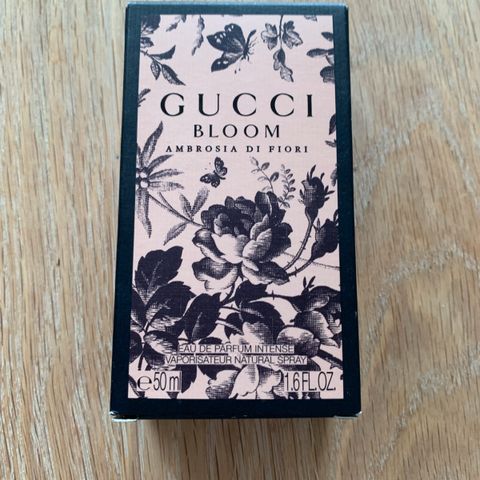 GUCCI
BLOOM
AMBROSIA DI FIORI
EAU DE PARFUM INTENSE
VAPORISATEUR NATURAL SPRAY
℮ 50 ml 1.6 FL. OZ.